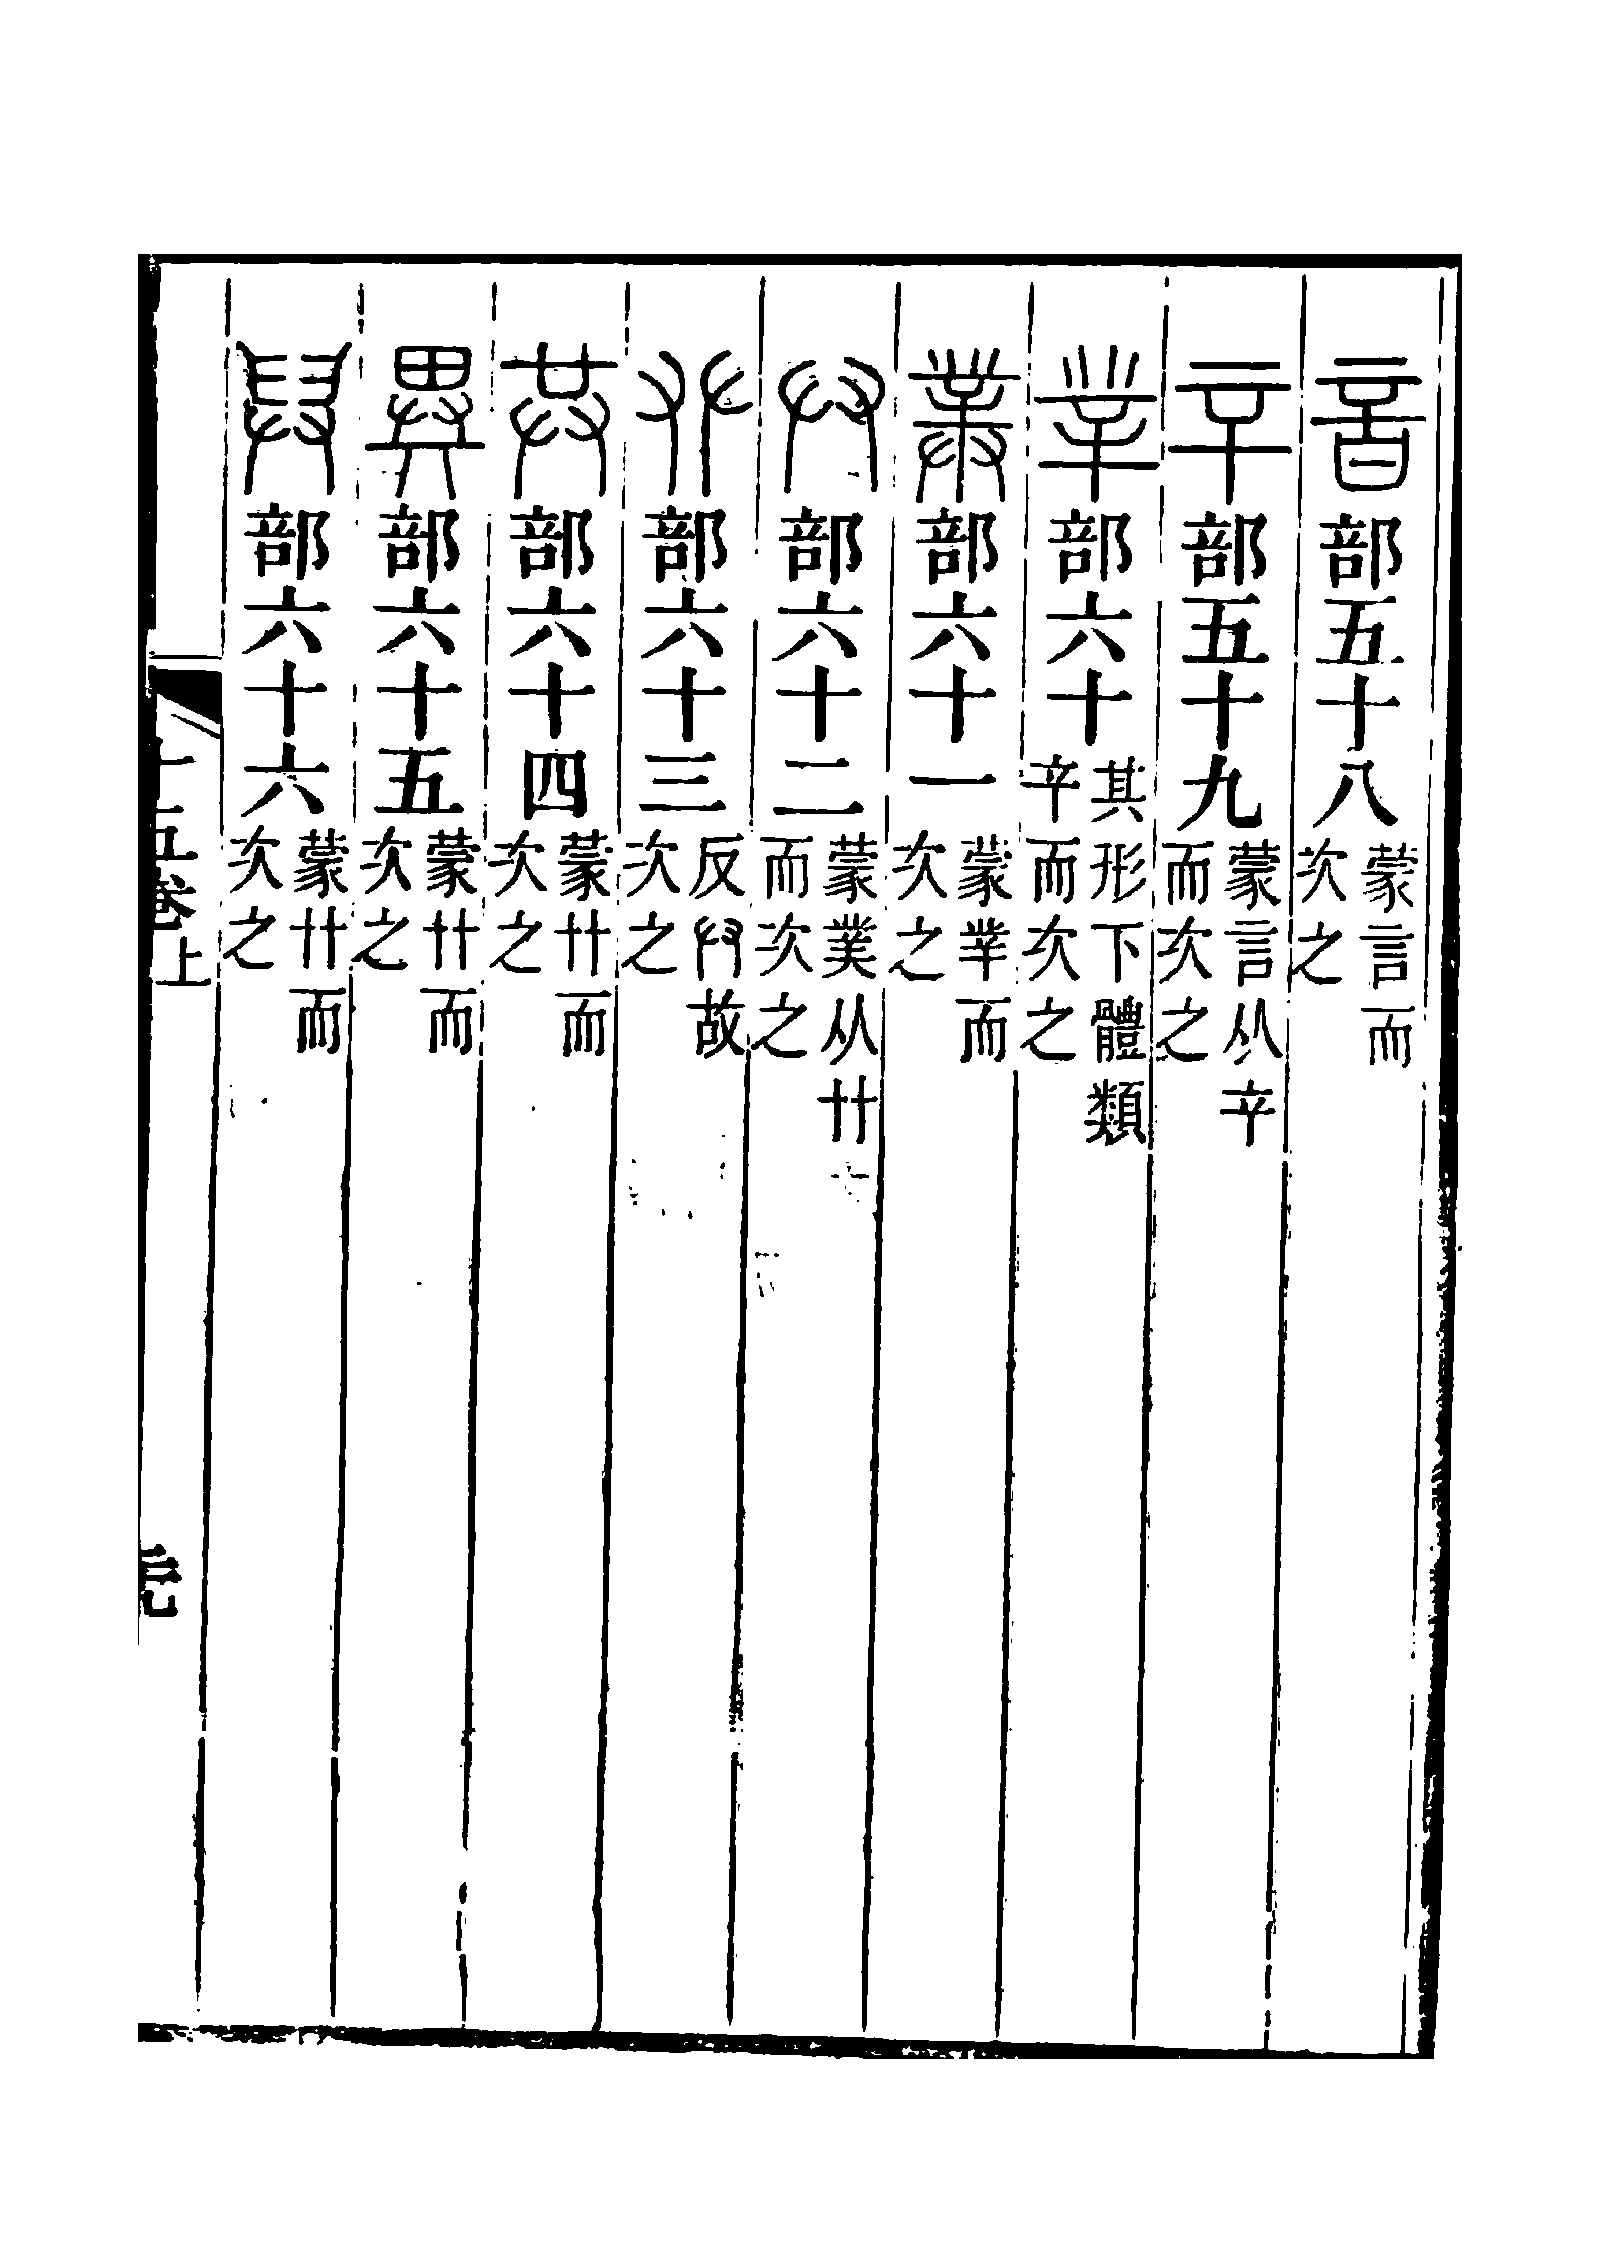 音部五十八蒙言而次之
䇂部五十九蒙言从䇂而次之
丵部六十其形下體類䇂而次之
菐部六十一蒙丵而次之
𠬞部六十二蒙菐从廾而次之
𠬜部六十三反𠬞故次之
共部六十四蒙廾而次之
異部六十五蒙廾而次之
舁部六十六蒙廾而次之
十五卷上